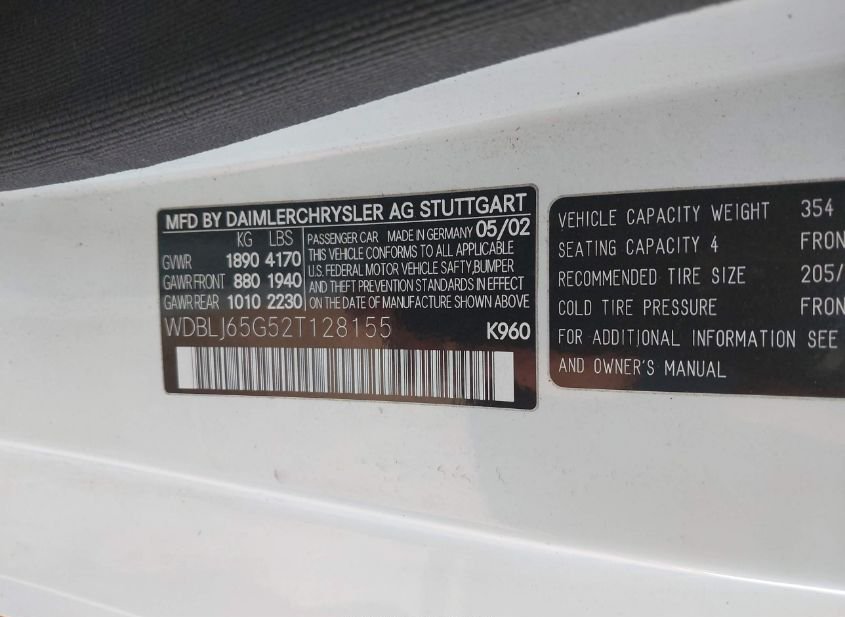 MFD BY DAIMLERCHRYSLER AG STUTTGART
KG LBS
GVWR 1890 4170
GAWR FRONT 880 1940
GAWR REAR 1010 2230
PASSENGER CAR MADE IN GERMANY 05/02
THIS VEHICLE CONFORMS TO ALL APPLICABLE
U.S. FEDERAL MOTOR VEHICLE SAFTY,BUMPER
AND THEFT PREVENTION STANDARDS IN EFFECT
ON THE DATE OF MANUFACTURE SHOWN ABOVE
WDBLJ65G52T128155 K960
VEHICLE CAPACITY WEIGHT 354
SEATING CAPACITY 4 FRON
RECOMMENDED TIRE SIZE 205/
COLD TIRE PRESSURE FRON
FOR ADDITIONAL INFORMATION SEE
AND OWNER'S MANUAL